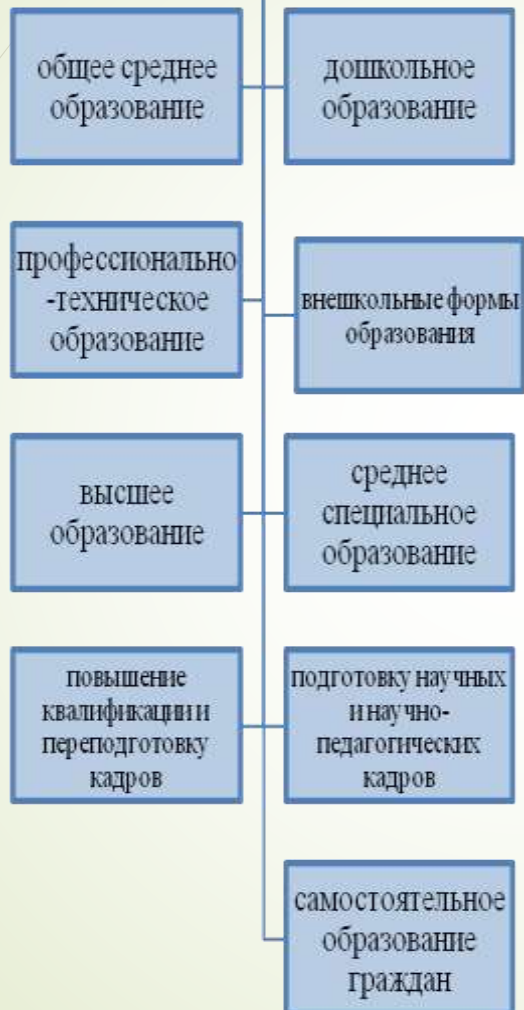 общее среднее
образование
дошкольное
образование
профессионально
-техническое
образование
внешкольные формы
образования
высшее
образование
среднее
специальное
образование
повышение
квалификации и
переподготовку
кадров
подготовку научных
и научно-
педагогических
кадров
самостоятельное
образование
граждан